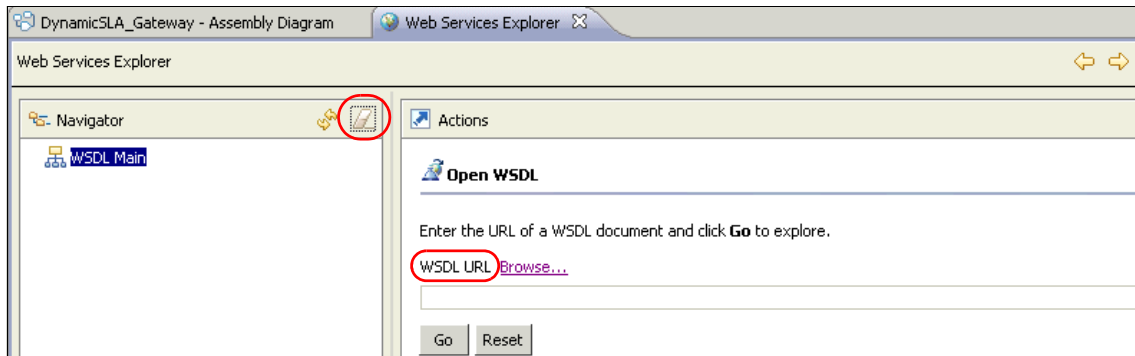 DynamicSLA_Gateway - Assembly Diagram
Web Services Explorer
Web Services Explorer
Navigator
WSDL Main
Actions
Open WSDL
Enter the URL of a WSDL document and click Go to explore.
WSDL URL Browse...
Go Reset